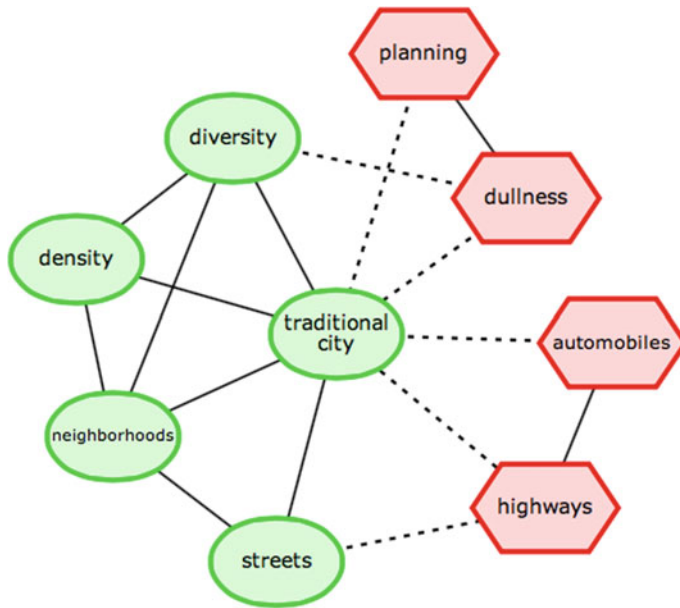 planning
diversity
dullness
density
traditional
city
automobiles
neighborhoods
highways
streets